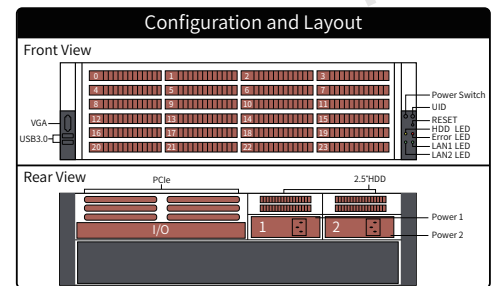 Configuration and Layout
Front View
0 1 2 3
4 5 6 7
8 9 10 11
12 13 14 15
16 17 18 19
20 21 22 23
VGA
USB3.0
Power Switch
UID
RESET
HDD LED
Error LED
LAN1 LED
LAN2 LED
Rear View
PCIe
2.5"HDD
I/O
1
2
Power 1
Power 2